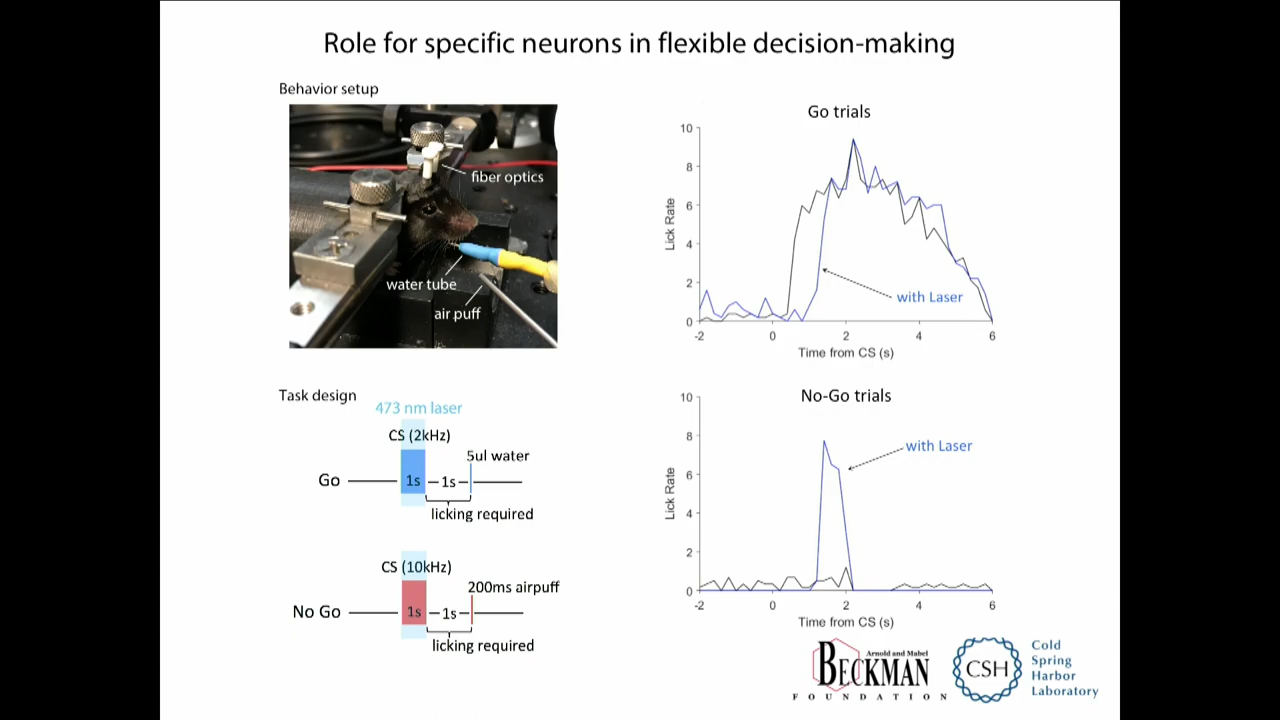 Role for specific neurons in flexible decision-making
Behavior setup
fiber optics
water tube
air puff
Task design
473 nm laser
CS (2kHz)
5ul water
Go
1s
1s
licking required
CS (10kHz)
200ms airpuff
No Go
1s
1s
licking required
Go trials
10
8
6
4
2
0
Lick Rate
with Laser
-2
0
2
4
6
Time from CS (s)
No-Go trials
10
8
6
4
2
0
Lick Rate
with Laser
-2
0
2
4
6
Time from CS (s)
Arnold and Mabel
BECKMAN
FOUNDATION
CSH
Cold
Spring
Harbor
Laboratory